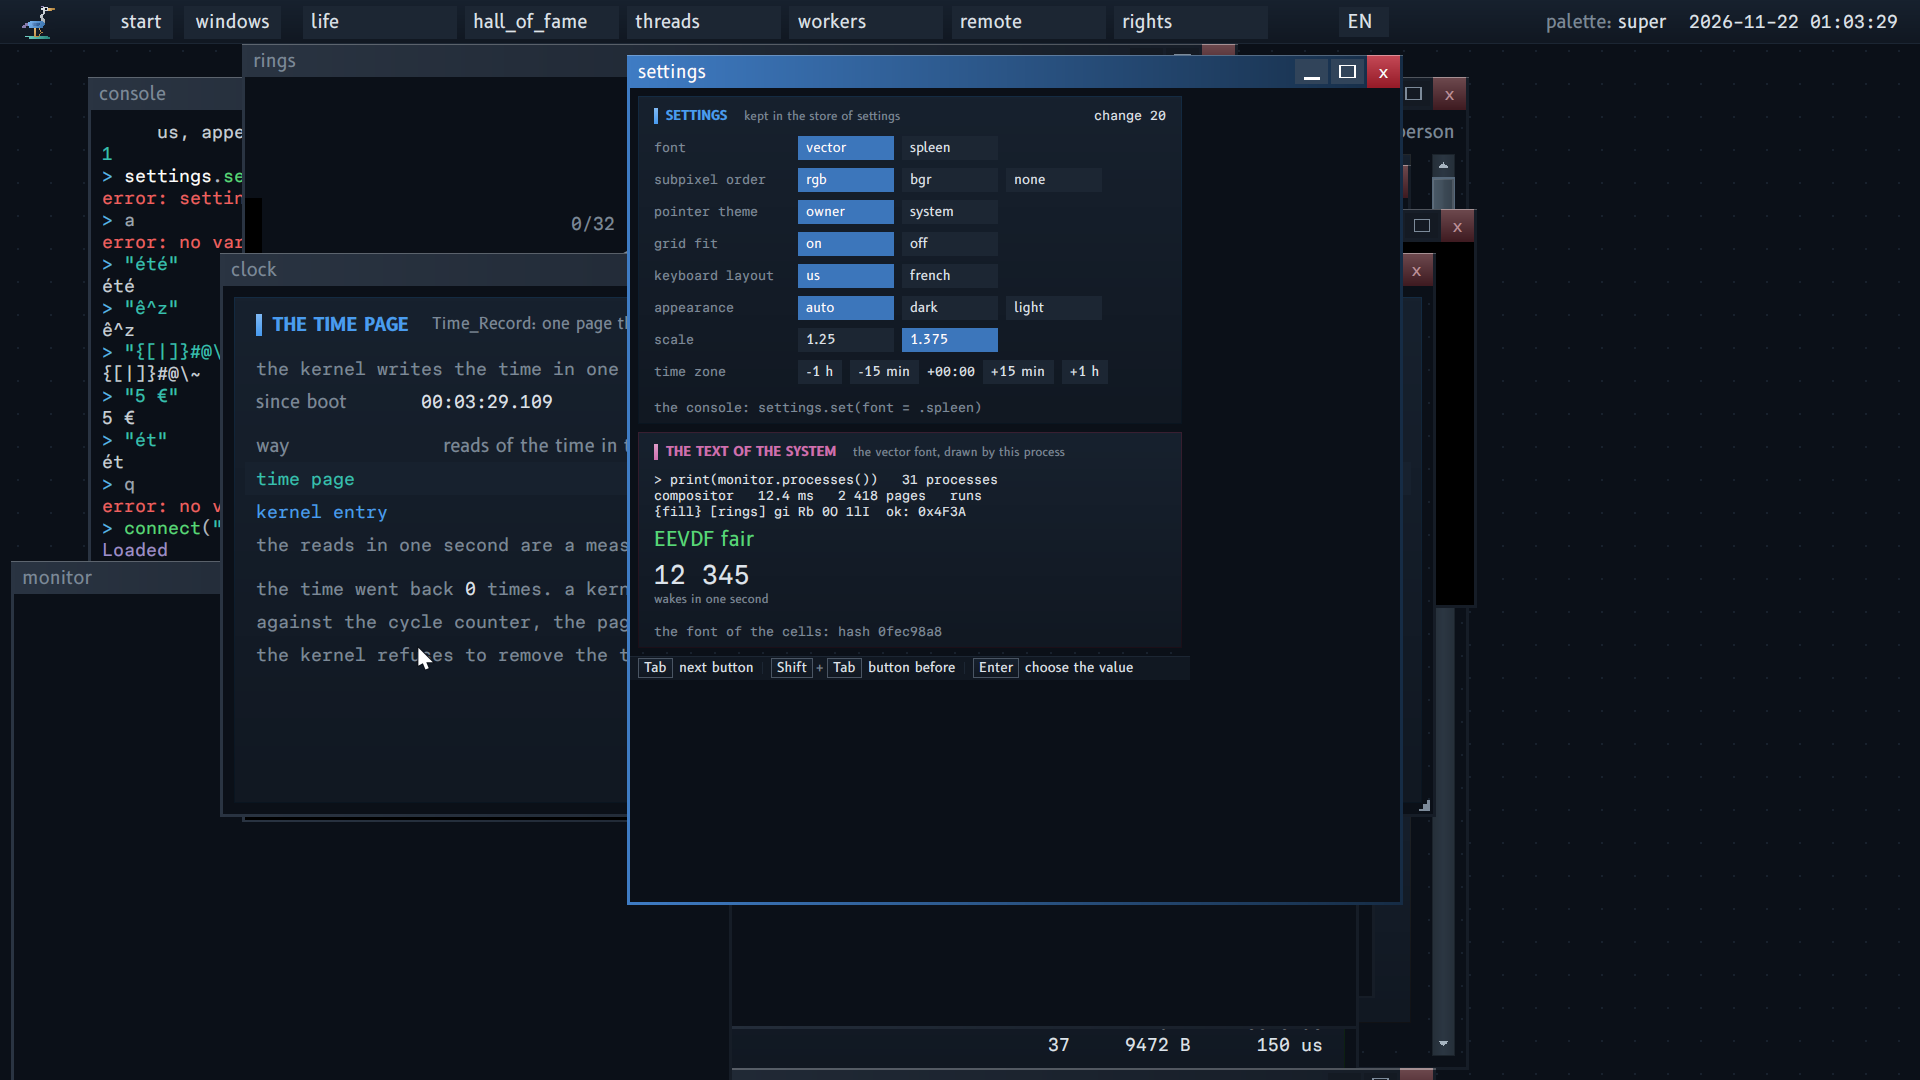 start windows life hall_of_fame threads workers remote rights EN palette: super 2026-11-22 01:03:29
rings
console
us, appe
1
> settings.se
error: settin
> a
error: no var
> "été"
été
> "ê^z"
ê^z
> "{[|]}#@\
{[|]}#@\~
> "5 €"
5 €
> "ét"
ét
> q
error: no v
> connect("
Loaded
0/32
clock
THE TIME PAGE Time_Record: one page th
the kernel writes the time in one
since boot 00:03:29.109
way reads of the time in t
time page
kernel entry
the reads in one second are a meas
the time went back 0 times. a kern
against the cycle counter, the pag
the kernel refuses to remove the t
monitor
settings x
SETTINGS kept in the store of settings change 20
font vector spleen
subpixel order rgb bgr none
pointer theme owner system
grid fit on off
keyboard layout us french
appearance auto dark light
scale 1.25 1.375
time zone -1 h -15 min +00:00 +15 min +1 h
the console: settings.set(font = .spleen)
THE TEXT OF THE SYSTEM the vector font, drawn by this process
> print(monitor.processes()) 31 processes
compositor 12.4 ms 2 418 pages runs
{fill} [rings] gi Rb 0O 1lI ok: 0x4F3A
EEVDF fair
12 345
wakes in one second
the font of the cells: hash 0fec98a8
Tab next button Shift + Tab button before Enter choose the value
x
person
x
x
37 9472 B 150 us